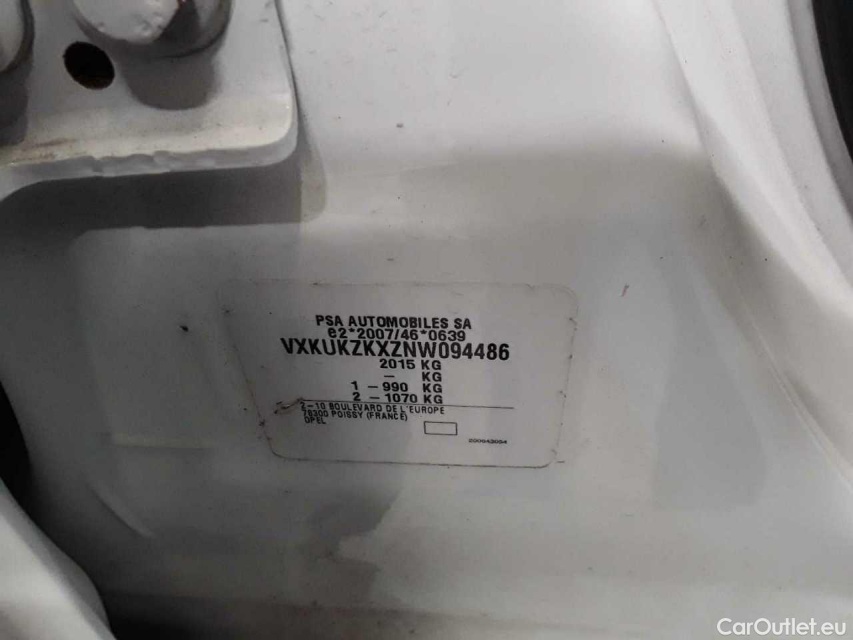 PSA AUTOMOBILES SA
e2*2007/46*0639
VXKUKZKXZNW094486
2015 KG
- KG
1 - 990 KG
2 - 1070 KG
2-10 BOULEVARD DE L'EUROPE
78300 POISSY (FRANCE)
OPEL
CarOutlet.eu